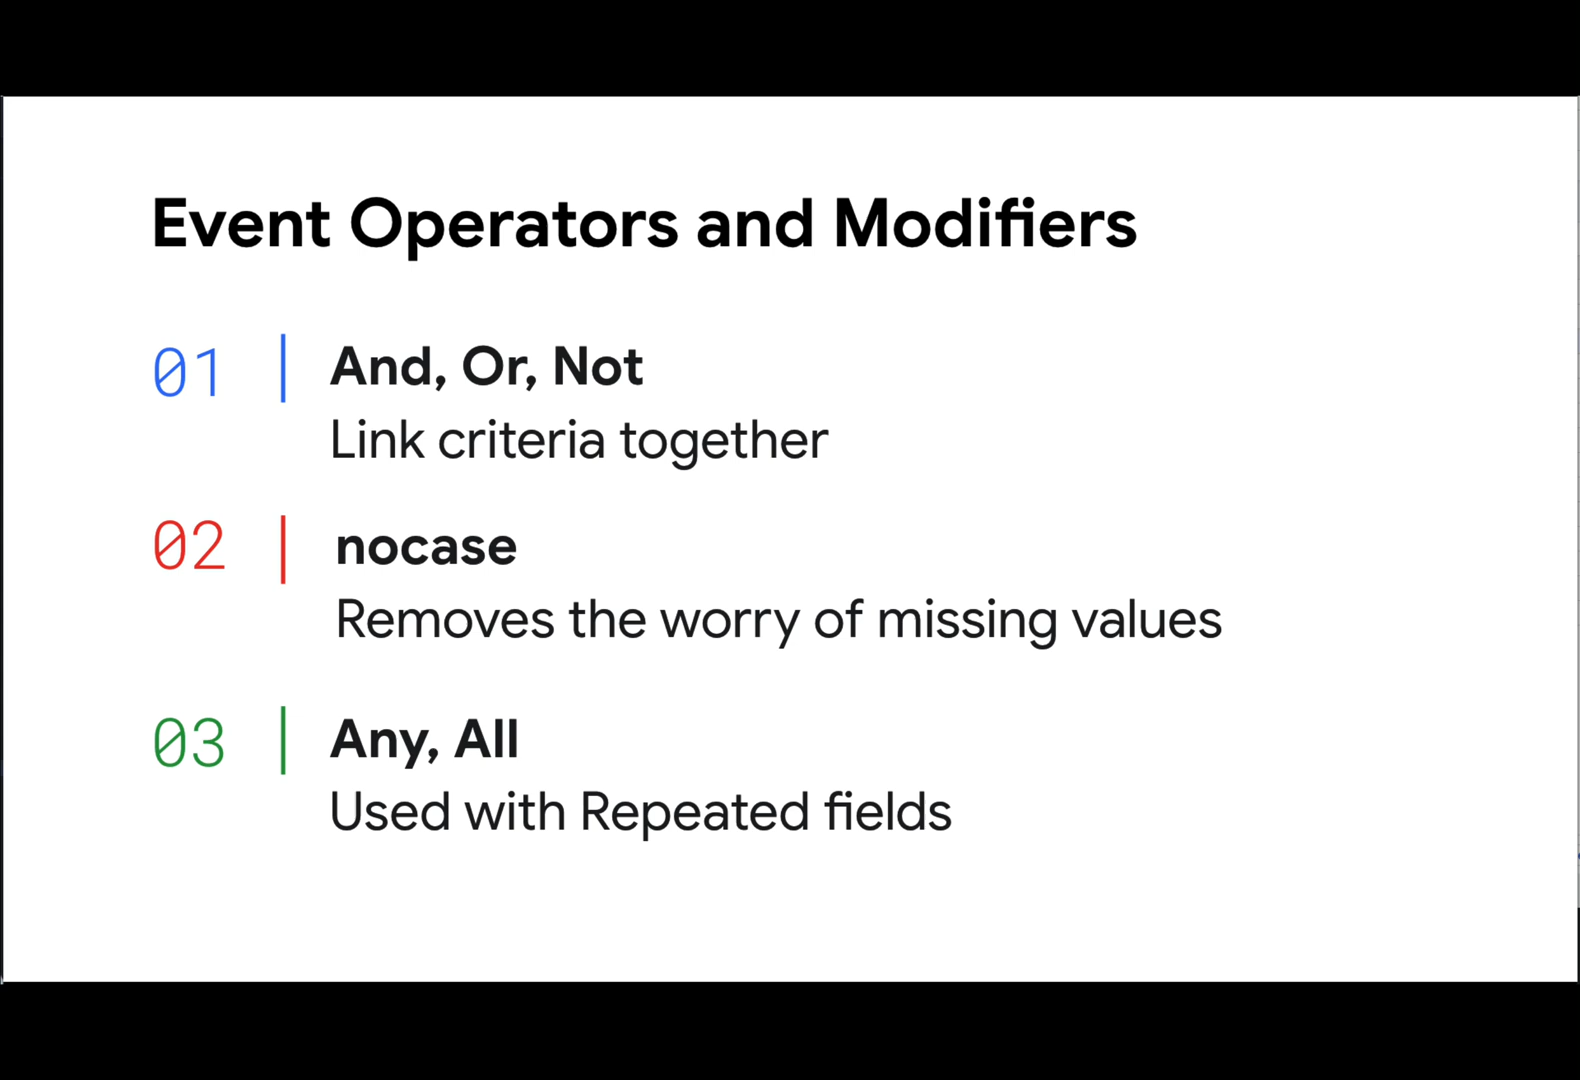 Event Operators and Modifiers
01 And, Or, Not
Link criteria together
02 nocase
Removes the worry of missing values
03 Any, All
Used with Repeated fields